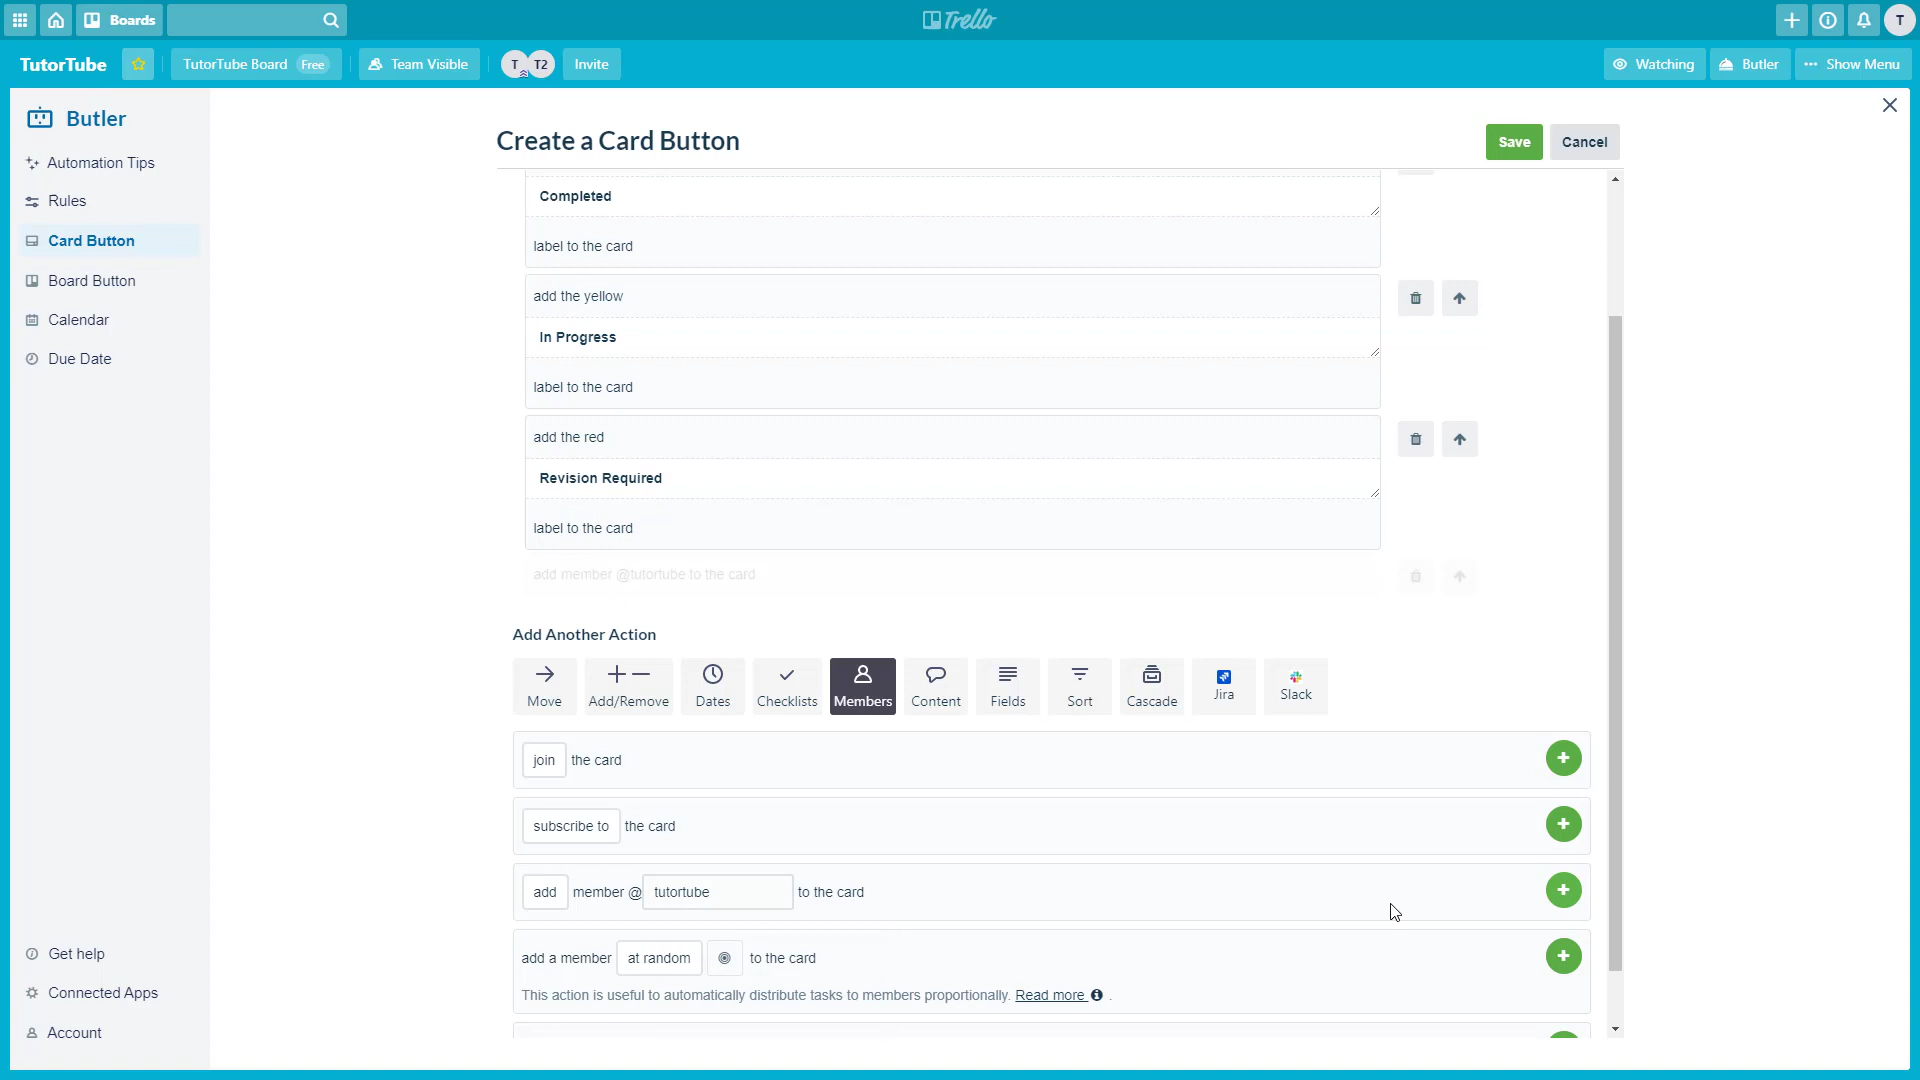 Boards
Trello
T
TutorTube
TutorTube Board Free
Team Visible
T T2
Invite
Watching
Butler
Show Menu
Butler
Automation Tips
Rules
Card Button
Board Button
Calendar
Due Date
Get help
Connected Apps
Account
Create a Card Button
Save
Cancel
Completed
label to the card
add the yellow
In Progress
label to the card
add the red
Revision Required
label to the card
add member @tutortube to the card
Add Another Action
Move Add/Remove Dates Checklists Members Content Fields Sort Cascade Jira Slack
join the card
subscribe to the card
add member @ tutortube to the card
add a member at random to the card
This action is useful to automatically distribute tasks to members proportionally. Read more .